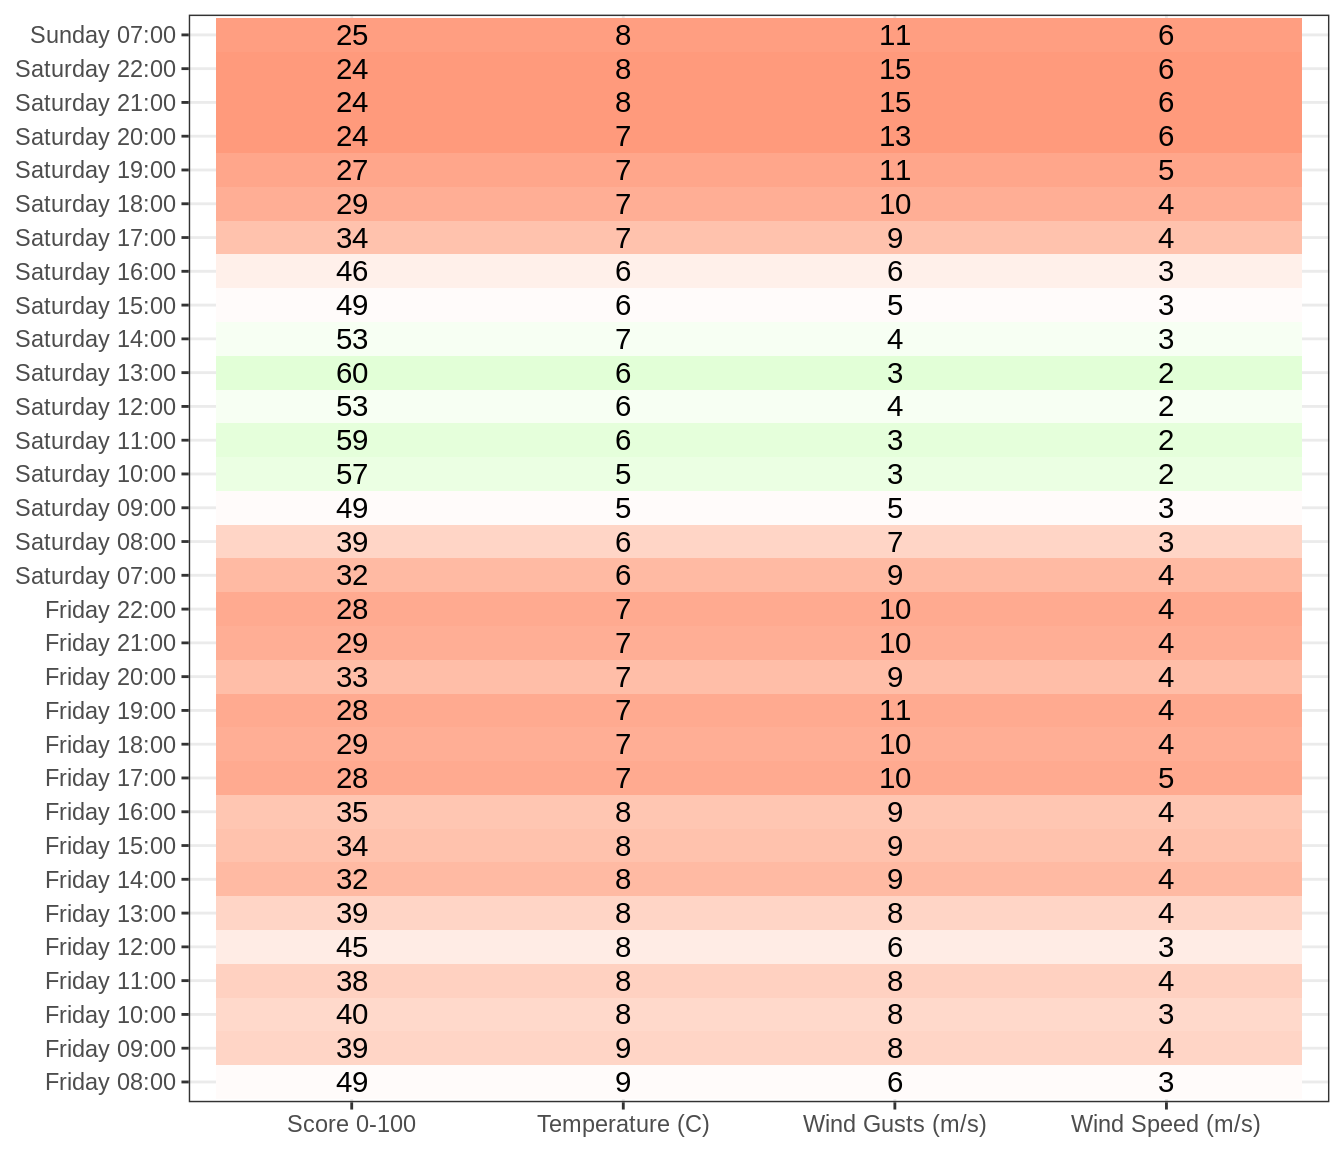 Sunday 07:00 25 8 11 6
Saturday 22:00 24 8 15 6
Saturday 21:00 24 8 15 6
Saturday 20:00 24 7 13 6
Saturday 19:00 27 7 11 5
Saturday 18:00 29 7 10 4
Saturday 17:00 34 7 9 4
Saturday 16:00 46 6 6 3
Saturday 15:00 49 6 5 3
Saturday 14:00 53 7 4 3
Saturday 13:00 60 6 3 2
Saturday 12:00 53 6 4 2
Saturday 11:00 59 6 3 2
Saturday 10:00 57 5 3 2
Saturday 09:00 49 5 5 3
Saturday 08:00 39 6 7 3
Saturday 07:00 32 6 9 4
Friday 22:00 28 7 10 4
Friday 21:00 29 7 10 4
Friday 20:00 33 7 9 4
Friday 19:00 28 7 11 4
Friday 18:00 29 7 10 4
Friday 17:00 28 7 10 5
Friday 16:00 35 8 9 4
Friday 15:00 34 8 9 4
Friday 14:00 32 8 9 4
Friday 13:00 39 8 8 4
Friday 12:00 45 8 6 3
Friday 11:00 38 8 8 4
Friday 10:00 40 8 8 3
Friday 09:00 39 9 8 4
Friday 08:00 49 9 6 3
Score 0-100 Temperature (C) Wind Gusts (m/s) Wind Speed (m/s)